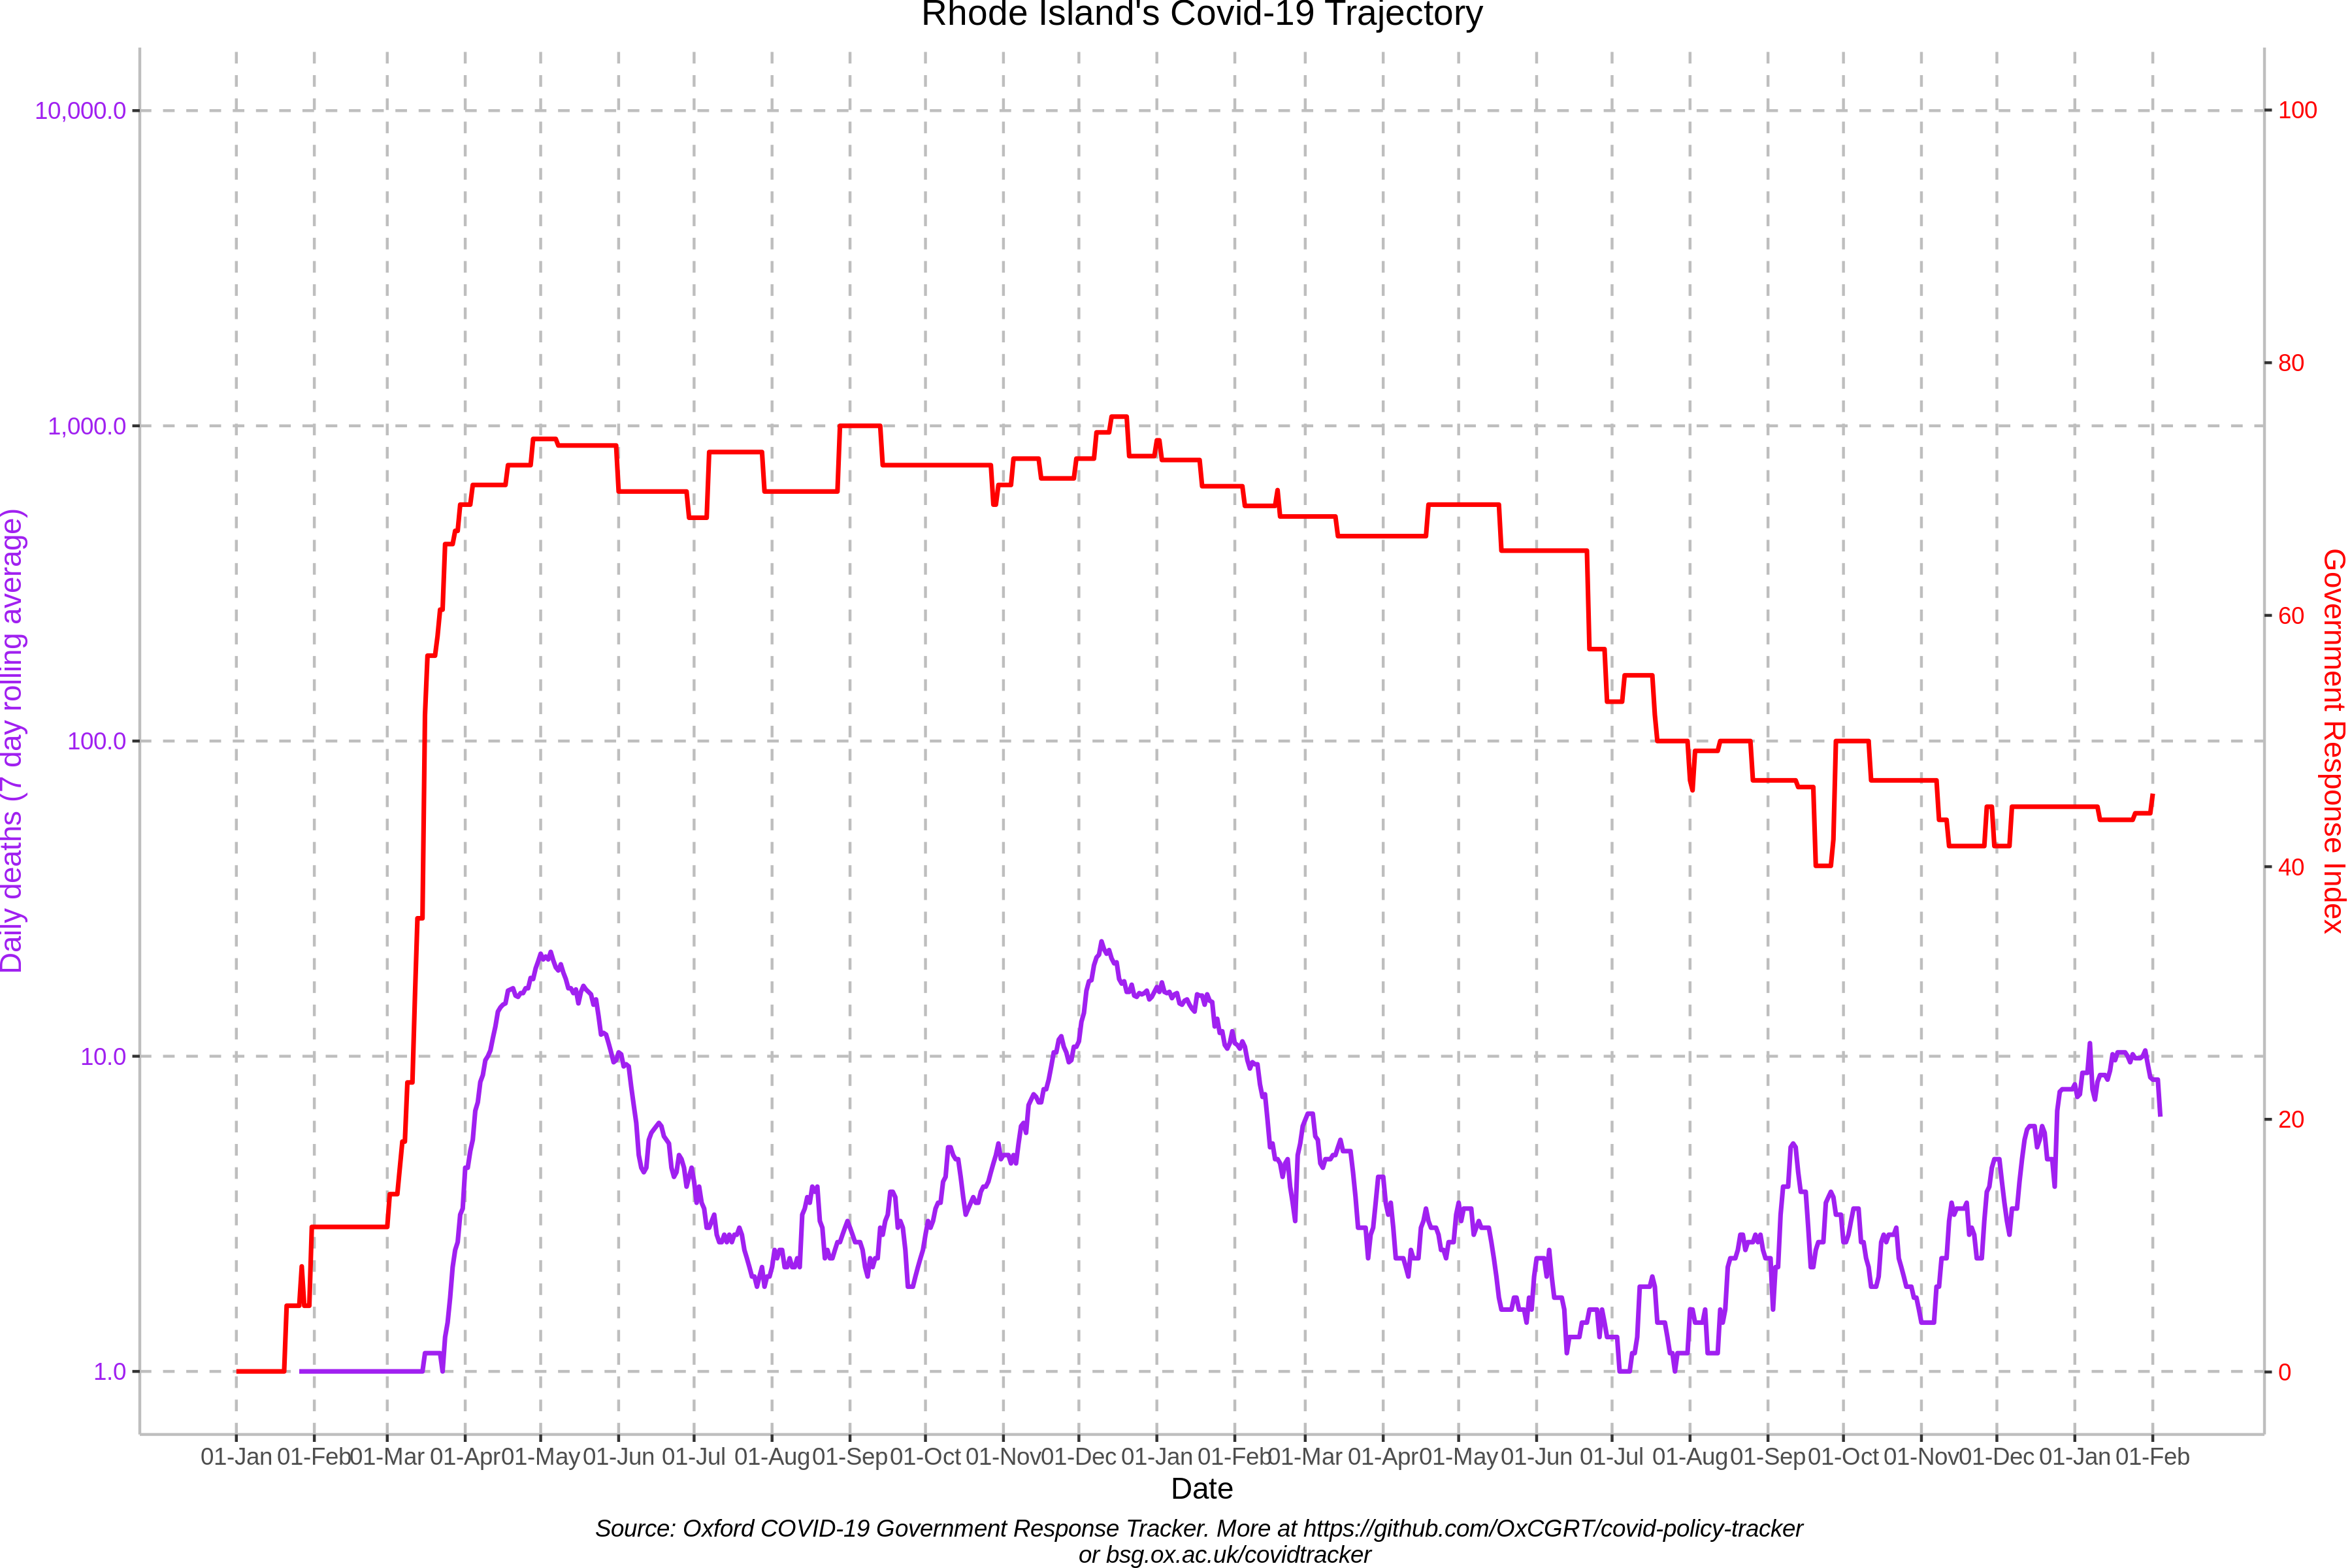 Rhode Island's Covid-19 Trajectory
10,000.0
1,000.0
100.0
10.0
1.0
Daily deaths (7 day rolling average)
100
80
60
40
20
0
Government Response Index
01-Jan 01-Feb 01-Mar 01-Apr 01-May 01-Jun 01-Jul 01-Aug 01-Sep 01-Oct 01-Nov 01-Dec 01-Jan 01-Feb 01-Mar 01-Apr 01-May 01-Jun 01-Jul 01-Aug 01-Sep 01-Oct 01-Nov 01-Dec 01-Jan 01-Feb
Date
Source: Oxford COVID-19 Government Response Tracker. More at https://github.com/OxCGRT/covid-policy-tracker
or bsg.ox.ac.uk/covidtracker